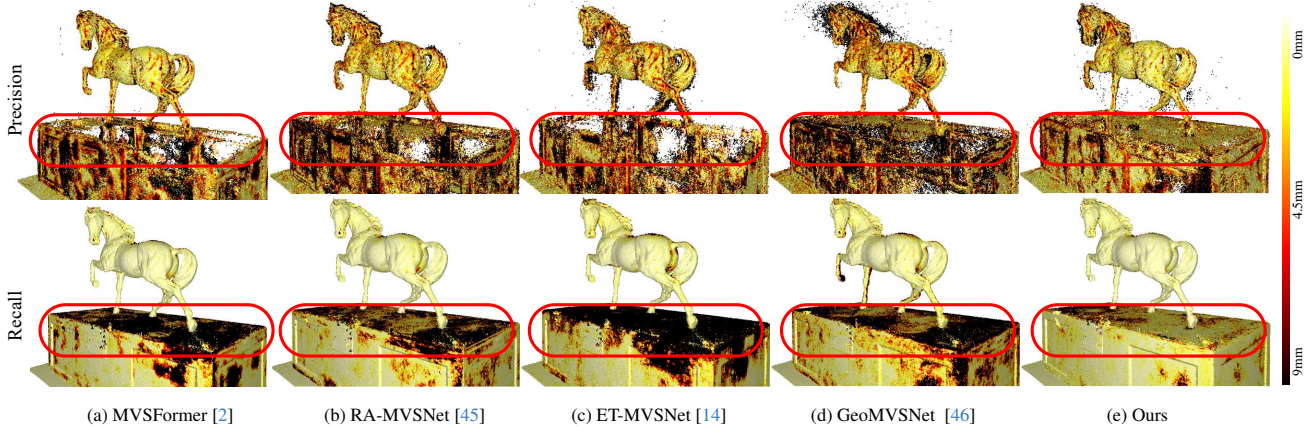 Precision
Recall
0mm
4.5mm
9mm
(a) MVSFormer [2]
(b) RA-MVSNet [45]
(c) ET-MVSNet [14]
(d) GeoMVSNet [46]
(e) Ours